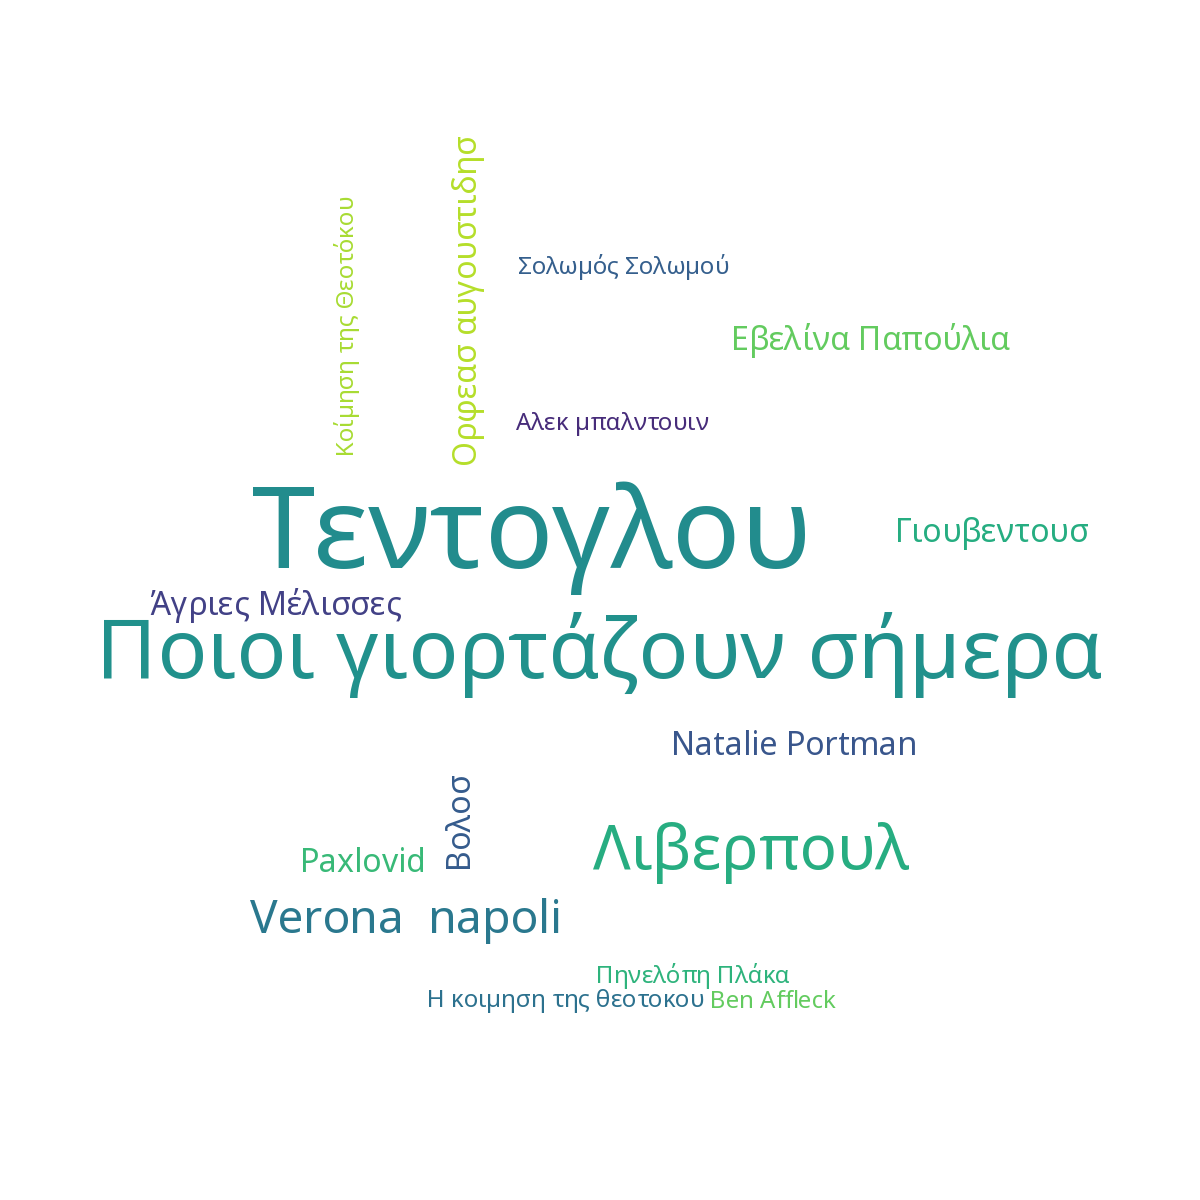 Κοίμηση της Θεοτόκου
Ορφεασ αυγουστιδησ
Σολωμός Σολωμού
Εβελίνα Παπούλια
Αλεκ μπαλντουιν
Τεντογλου
Γιουβεντουσ
Άγριες Μέλισσες
Ποιοι γιορτάζουν σήμερα
Natalie Portman
Βολοσ
Λιβερπουλ
Paxlovid
Verona napoli
Πηνελόπη Πλάκα
Η κοιμηση της θεοτοκου
Ben Affleck